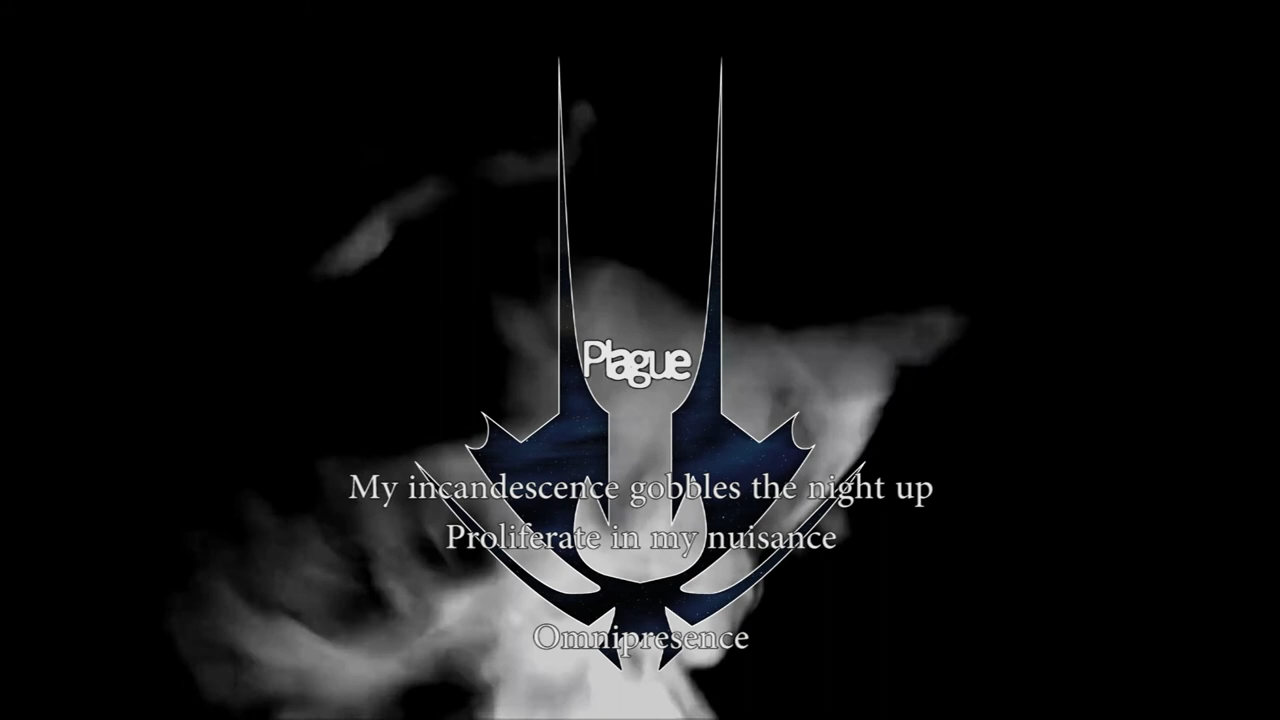 Plague
My incandescence gobbles the night up
Proliferate in my nuisance
Omnipresence